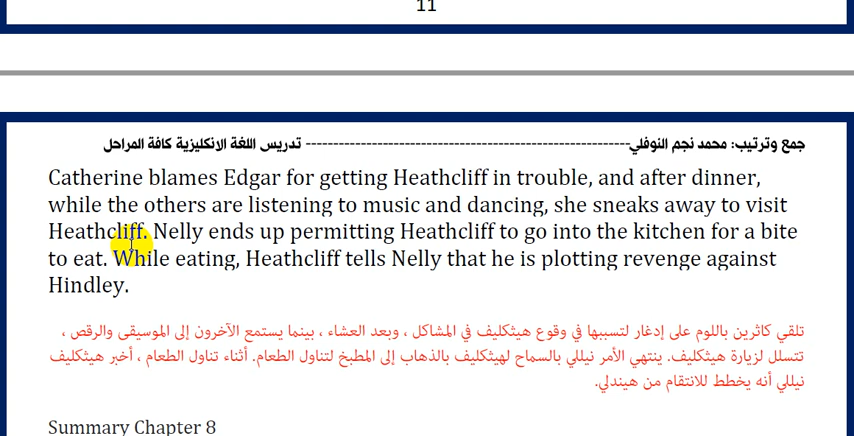 11
جمع وترتيب: محمد نجم النوفلي----------------------------------------------------------- تدريس اللغة الانكليزية كافة المراحل
Catherine blames Edgar for getting Heathcliff in trouble, and after dinner,
while the others are listening to music and dancing, she sneaks away to visit
Heathcliff. Nelly ends up permitting Heathcliff to go into the kitchen for a bite
to eat. While eating, Heathcliff tells Nelly that he is plotting revenge against
Hindley.
تلقي كاثرين باللوم على إدغار لتسببها في وقوع هيثكليف في المشاكل ، وبعد العشاء ، بينما يستمع الآخرون إلى الموسيقى والرقص ،
تتسلل لزيارة هيثكليف. ينتهي الأمر نيللي بالسماح لهيثكليف بالذهاب إلى المطبخ لتناول الطعام. أثناء تناول الطعام ، أخبر هيثكليف
نيللي أنه يخطط للانتقام من هيندلي.
Summary Chapter 8